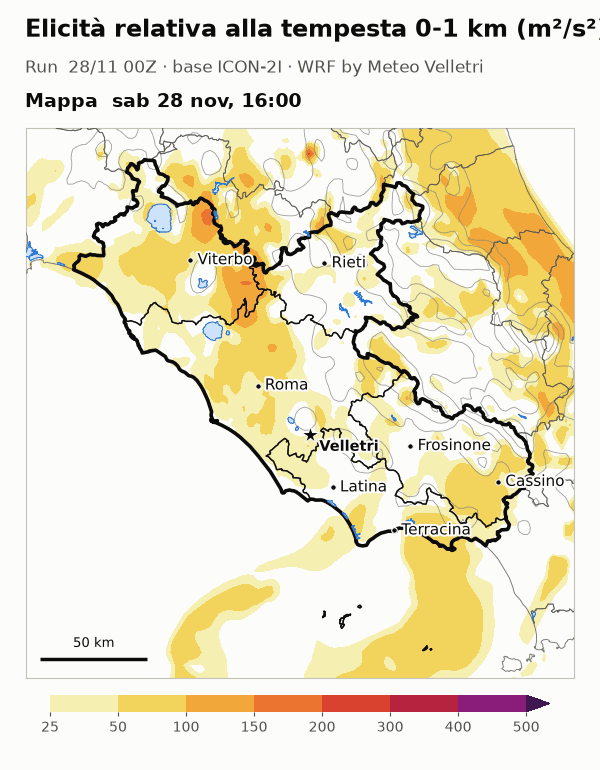 Elicità relativa alla tempesta 0-1 km (m²/s²)
Run  28/11 00Z · base ICON-2I · WRF by Meteo Velletri
Mappa  sab 28 nov, 16:00
Viterbo
Rieti
Roma
Velletri
Frosinone
Cassino
Latina
Terracina
50 km
25 50 100 150 200 300 400 500